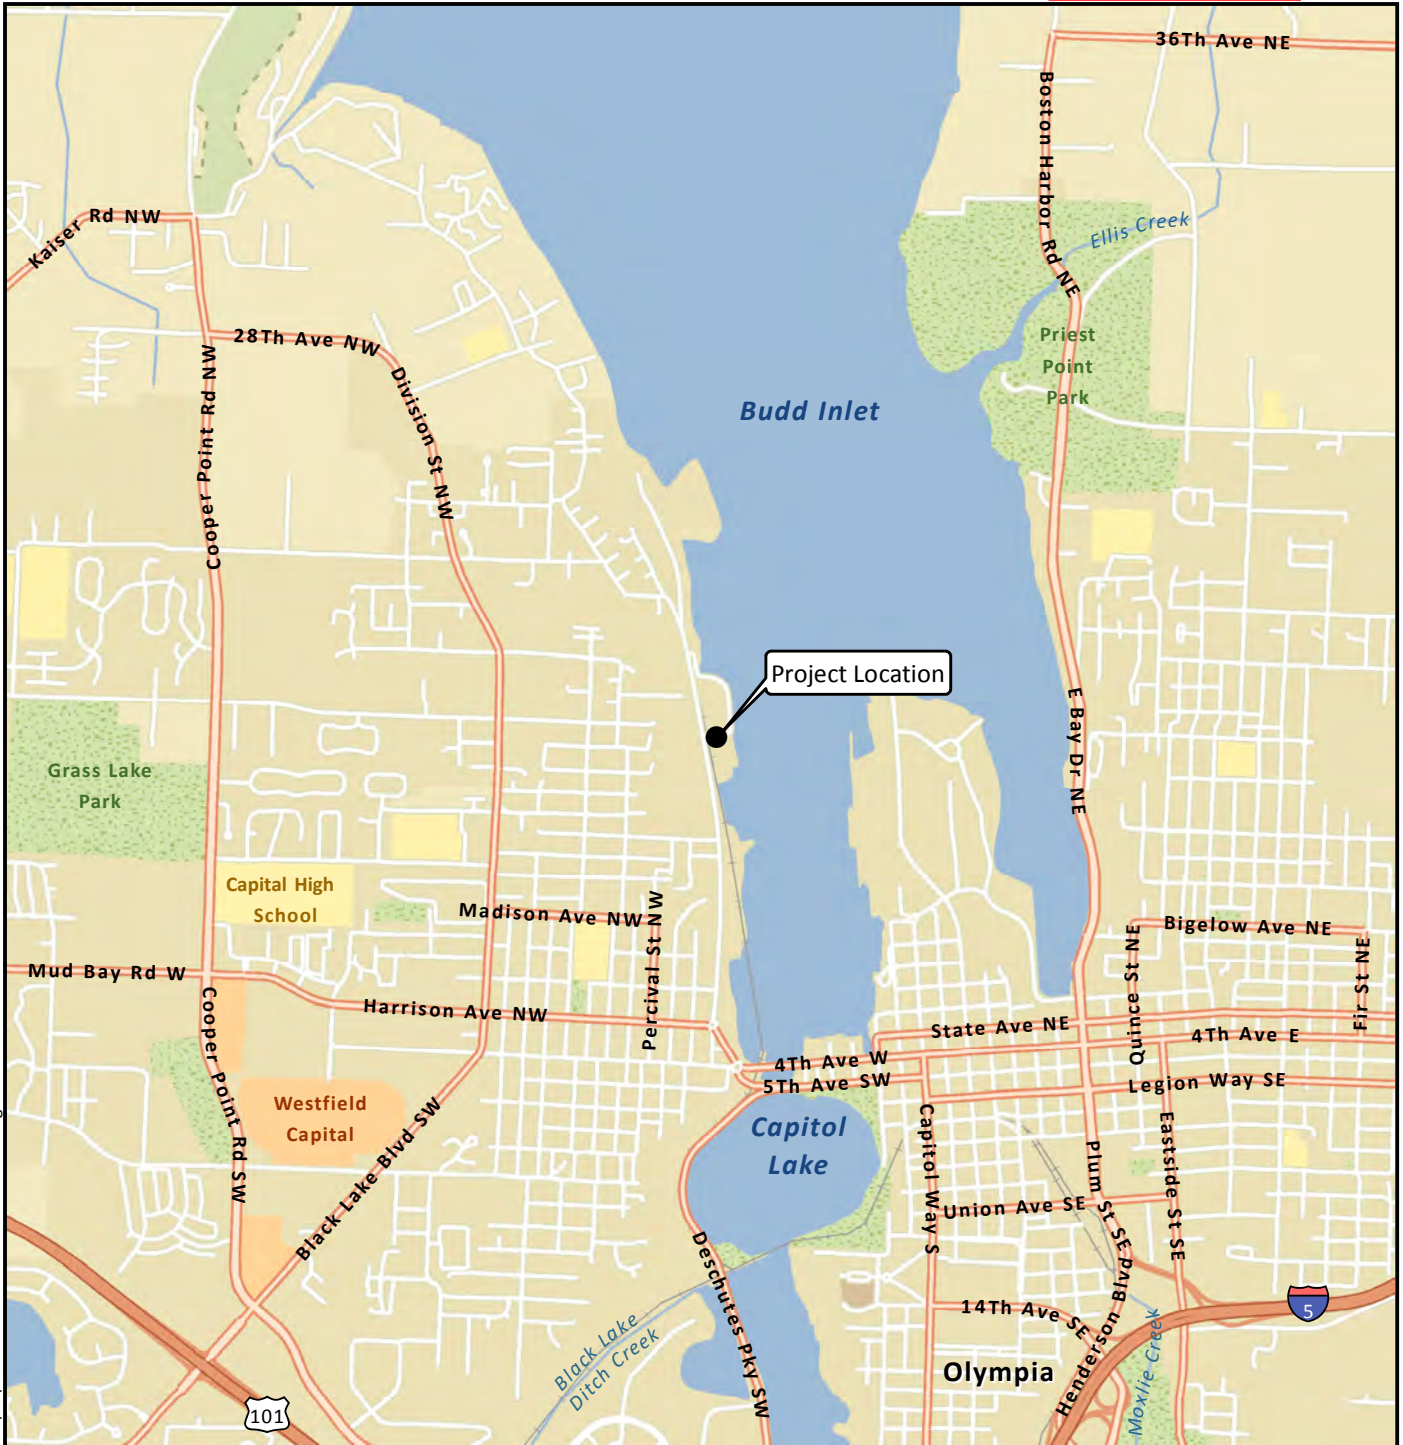 36Th Ave NE
Boston Harbor Rd NE
Ellis Creek
Kaiser Rd NW
28Th Ave NW
Priest
Point
Park
Cooper Point Rd NW
Division St NW
Budd Inlet
Project Location
E Bay Dr NE
Grass Lake
Park
Capital High
School
Madison Ave NW
Percival St NW
Bigelow Ave NE
Quince St NE
Fir St NE
Mud Bay Rd W
Harrison Ave NW
State Ave NE
4Th Ave W
4Th Ave E
5Th Ave SW
Legion Way SE
Cooper Point Rd SW
Westfield
Capital
Black Lake Blvd SW
Capitol
Lake
Capitol Way S
Plum St SE
Eastside St SE
Union Ave SE
Deschutes Pky SW
14Th Ave SE
Henderson Blvd
5
Black Lake
Ditch Creek
Olympia
Moxlie Creek
101